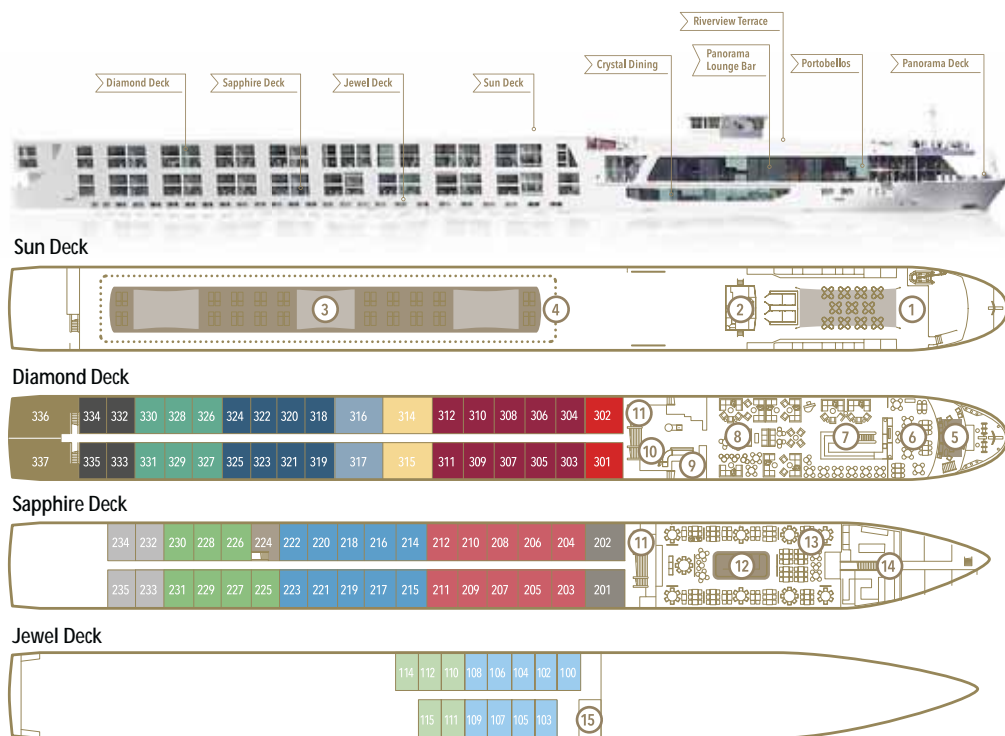 Riverview Terrace
Diamond Deck
Sapphire Deck
Jewel Deck
Sun Deck
Crystal Dining
Panorama
Lounge Bar
Portobellos
Panorama Deck
Sun Deck
3
4
2
1
Diamond Deck
336 334 332 330 328 326 324 322 320 318 316 314 312 310 308 306 304 302 11
10 9 8 7 6 5
337 335 333 331 329 327 325 323 321 319 317 315 311 309 307 305 303 301
Sapphire Deck
234 232 230 228 226 224 222 220 218 216 214 212 210 208 206 204 202 11 13
12 14
235 233 231 229 227 225 223 221 219 217 215 211 209 207 205 203 201
Jewel Deck
114 112 110 108 106 104 102 100
115 111 109 107 105 103 15